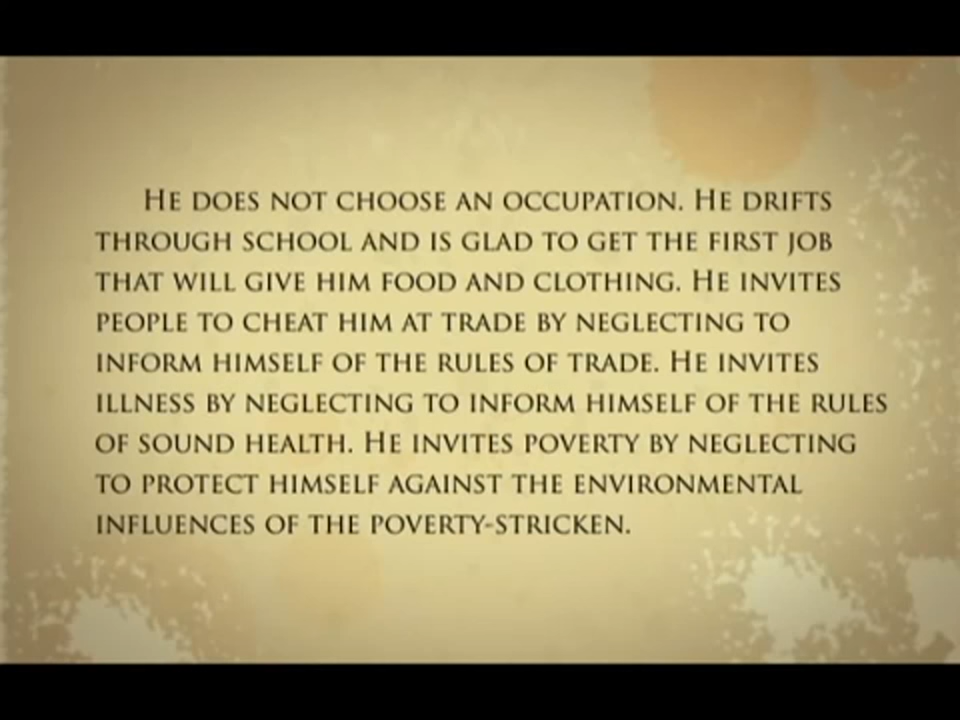 He does not choose an occupation. He drifts
through school and is glad to get the first job
that will give him food and clothing. He invites
people to cheat him at trade by neglecting to
inform himself of the rules of trade. He invites
illness by neglecting to inform himself of the rules
of sound health. He invites poverty by neglecting
to protect himself against the environmental
influences of the poverty-stricken.